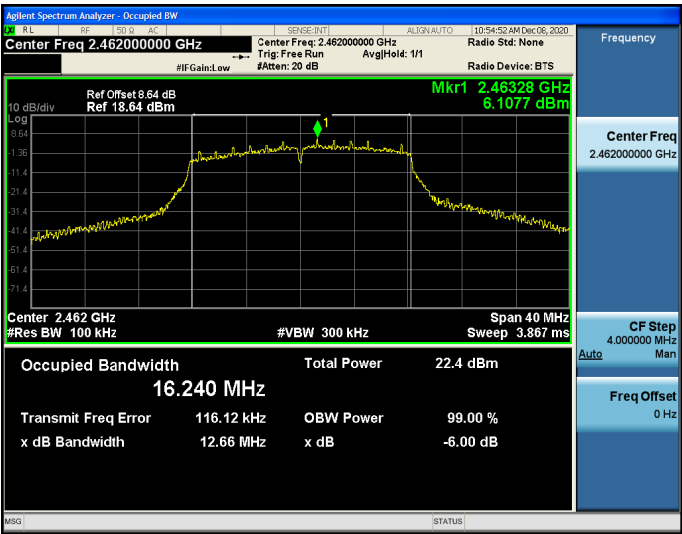 Agilent Spectrum Analyzer - Occupied BW
LXI RL RF 50 Ω AC SENSE:INT ALIGN AUTO 10:54:52 AM Dec 08, 2020
Center Freq 2.462000000 GHz
Center Freq: 2.462000000 GHz
Radio Std: None
Trig: Free Run Avg|Hold: 1/1
#IFGain:Low #Atten: 20 dB
Radio Device: BTS
Frequency
Mkr1 2.46328 GHz
6.1077 dBm
Ref Offset 8.64 dB
10 dB/div Ref 18.64 dBm
Log
8.64
-1.36
-11.4
-21.4
-31.4
-41.4
-51.4
-61.4
-71.4
1
Center Freq
2.462000000 GHz
Center 2.462 GHz Span 40 MHz
#Res BW 100 kHz #VBW 300 kHz Sweep 3.867 ms
CF Step
4.000000 MHz
Auto Man
Occupied Bandwidth Total Power 22.4 dBm
16.240 MHz
Transmit Freq Error 116.12 kHz OBW Power 99.00 %
x dB Bandwidth 12.66 MHz x dB -6.00 dB
Freq Offset
0 Hz
MSG STATUS